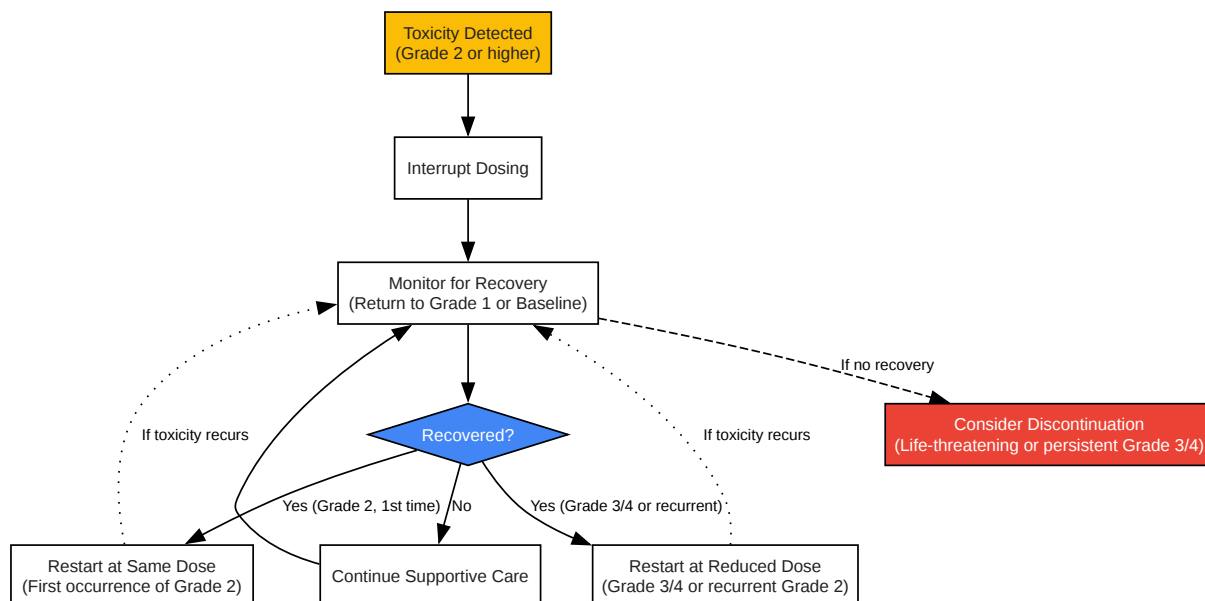 Toxicity Detected
(Grade 2 or higher)
Interrupt Dosing
Monitor for Recovery
(Return to Grade 1 or Baseline)
If no recovery
Consider Discontinuation
(Life-threatening or persistent Grade 3/4)
Recovered?
If toxicity recurs
If toxicity recurs
Yes (Grade 2, 1st time)
No
Yes (Grade 3/4 or recurrent)
Restart at Same Dose
(First occurrence of Grade 2)
Continue Supportive Care
Restart at Reduced Dose
(Grade 3/4 or recurrent Grade 2)